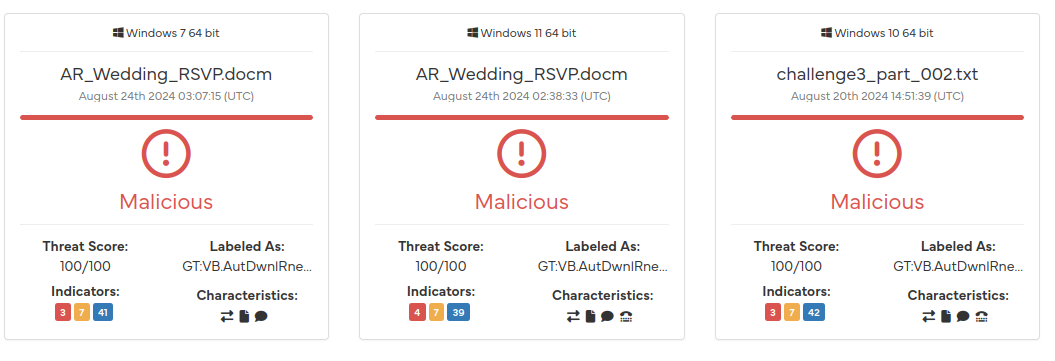 Windows 7 64 bit
AR_Wedding_RSVP.docm
August 24th 2024 03:07:15 (UTC)
Malicious
Threat Score:
100/100
Labeled As:
GT:VB.AutDwnlRne...
Indicators:
3 7 41
Characteristics:
Windows 11 64 bit
AR_Wedding_RSVP.docm
August 24th 2024 02:38:33 (UTC)
Malicious
Threat Score:
100/100
Labeled As:
GT:VB.AutDwnlRne...
Indicators:
4 7 39
Characteristics:
Windows 10 64 bit
challenge3_part_002.txt
August 20th 2024 14:51:39 (UTC)
Malicious
Threat Score:
100/100
Labeled As:
GT:VB.AutDwnlRne...
Indicators:
3 7 42
Characteristics: